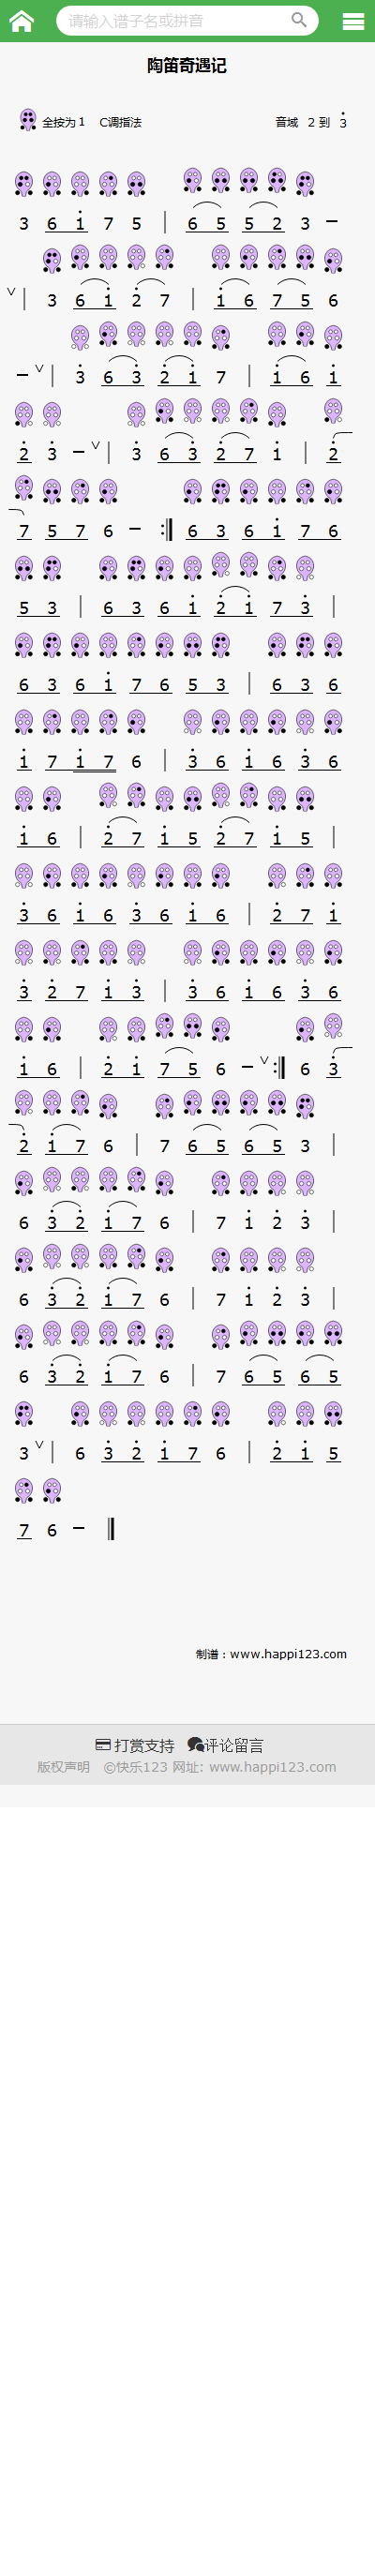 请输入谱子名或拼音
陶笛奇遇记
全按为1 C调指法 音域 2 到 3̇
3 6 1̇ 7 5 | 6 5 5 2 3 –
∨ | 3 6 1̇ 2̇ 7 | 1̇ 6 7 5 6
– ∨ | 3̇ 6 3̇ 2̇ 1̇ 7 | 1̇ 6 1̇
2̇ 3̇ – ∨ | 3̇ 6 3̇ 2̇ 7 1̇ | 2̇
7 5 7 6 – :| 6 3 6 1̇ 7 6
5 3 | 6 3 6 1̇ 2̇ 1̇ 7 3̇ |
6 3 6 1̇ 7 6 5 3 | 6 3 6
1̇ 7 1̇ 7 6 | 3̇ 6 1̇ 6 3̇ 6
1̇ 6 | 2̇ 7 1̇ 5 2̇ 7 1̇ 5 |
3̇ 6 1̇ 6 3̇ 6 1̇ 6 | 2̇ 7 1̇
3̇ 2̇ 7 1̇ 3̇ | 3̇ 6 1̇ 6 3̇ 6
1̇ 6 | 2̇ 1̇ 7 5 6 – ∨ :| 6 3̇
2̇ 1̇ 7 6 | 7 6 5 6 5 3 |
6 3̇ 2̇ 1̇ 7 6 | 7 1̇ 2̇ 3̇ |
6 3̇ 2̇ 1̇ 7 6 | 7 1̇ 2̇ 3̇ |
6 3̇ 2̇ 1̇ 7 6 | 7 6 5 6 5
3 ∨ | 6 3̇ 2̇ 1̇ 7 6 | 2̇ 1̇ 5
7 6 – ‖
制谱：www.happi123.com
打赏支持 评论留言
版权声明 ©快乐123 网址: www.happi123.com